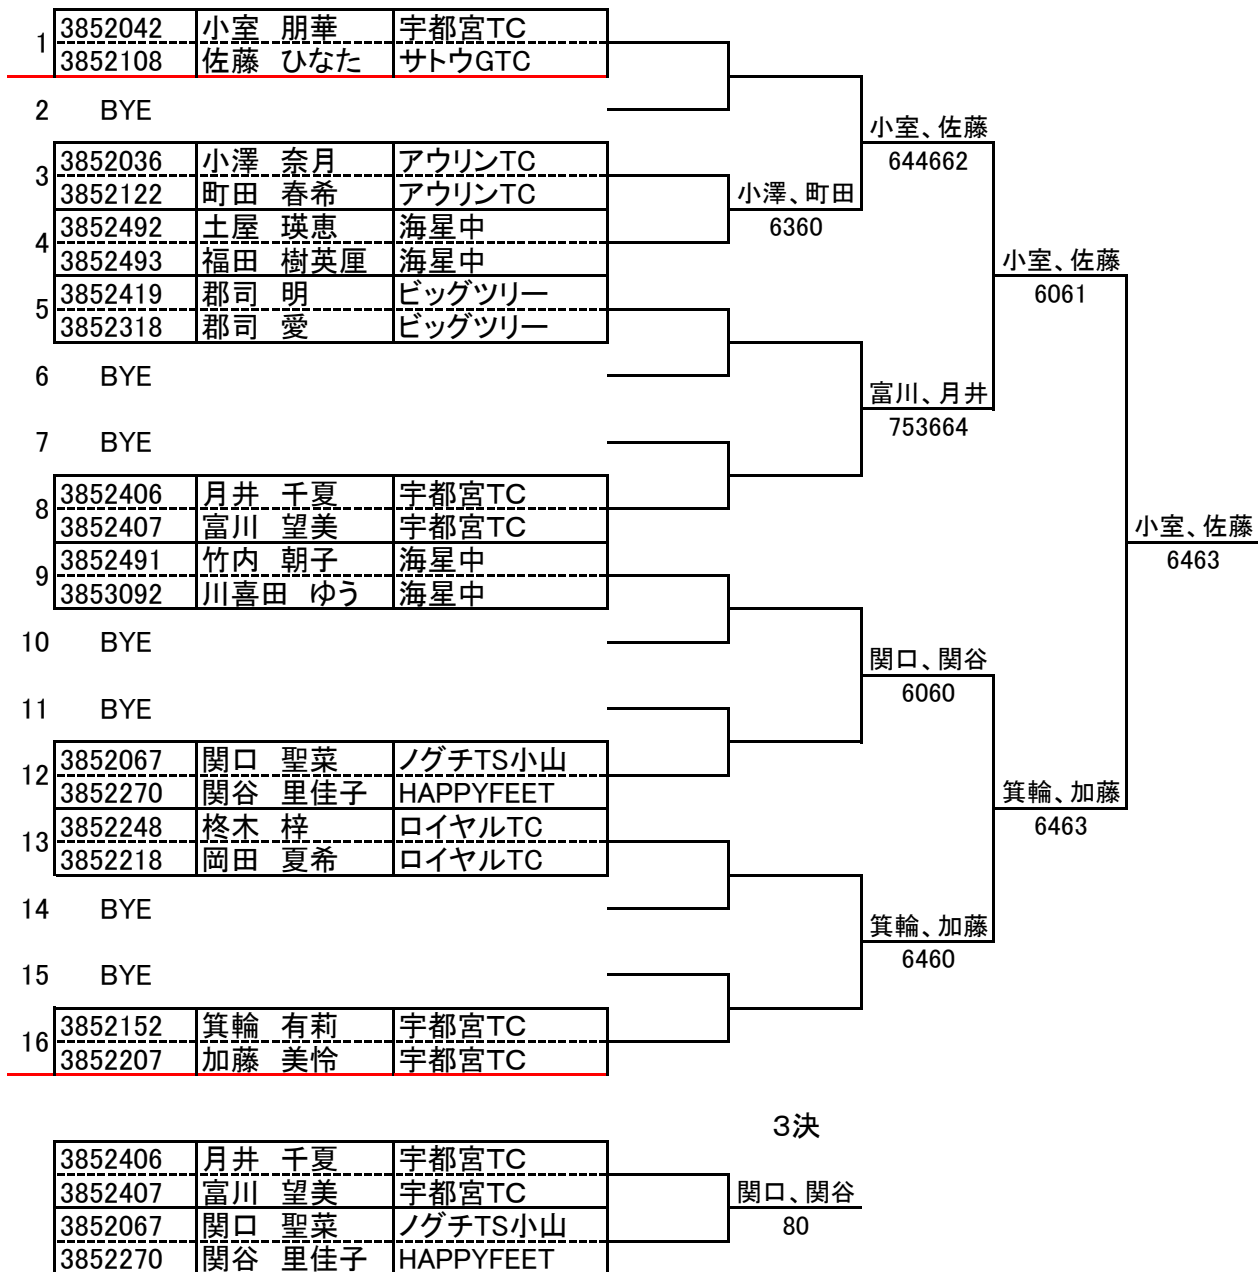 1 3852042 小室 朋華 宇都宮TC
3852108 佐藤 ひなた サトウGTC
2 BYE
小室、佐藤
644662
3 3852036 小澤 奈月 アウリンTC
3852122 町田 春希 アウリンTC
小澤、町田
6360
4 3852492 土屋 瑛恵 海星中
3852493 福田 樹英厘 海星中
小室、佐藤
6061
5 3852419 郡司 明 ビッグツリー
3852318 郡司 愛 ビッグツリー
6 BYE
富川、月井
753664
7 BYE
8 3852406 月井 千夏 宇都宮TC
3852407 富川 望美 宇都宮TC
小室、佐藤
6463
9 3852491 竹内 朝子 海星中
3853092 川喜田 ゆう 海星中
10 BYE
関口、関谷
6060
11 BYE
12 3852067 関口 聖菜 ノグチTS小山
3852270 関谷 里佳子 HAPPYFEET
箕輪、加藤
6463
13 3852248 柊木 梓 ロイヤルTC
3852218 岡田 夏希 ロイヤルTC
14 BYE
箕輪、加藤
6460
15 BYE
16 3852152 箕輪 有莉 宇都宮TC
3852207 加藤 美怜 宇都宮TC
3決
3852406 月井 千夏 宇都宮TC
3852407 富川 望美 宇都宮TC
関口、関谷
80
3852067 関口 聖菜 ノグチTS小山
3852270 関谷 里佳子 HAPPYFEET